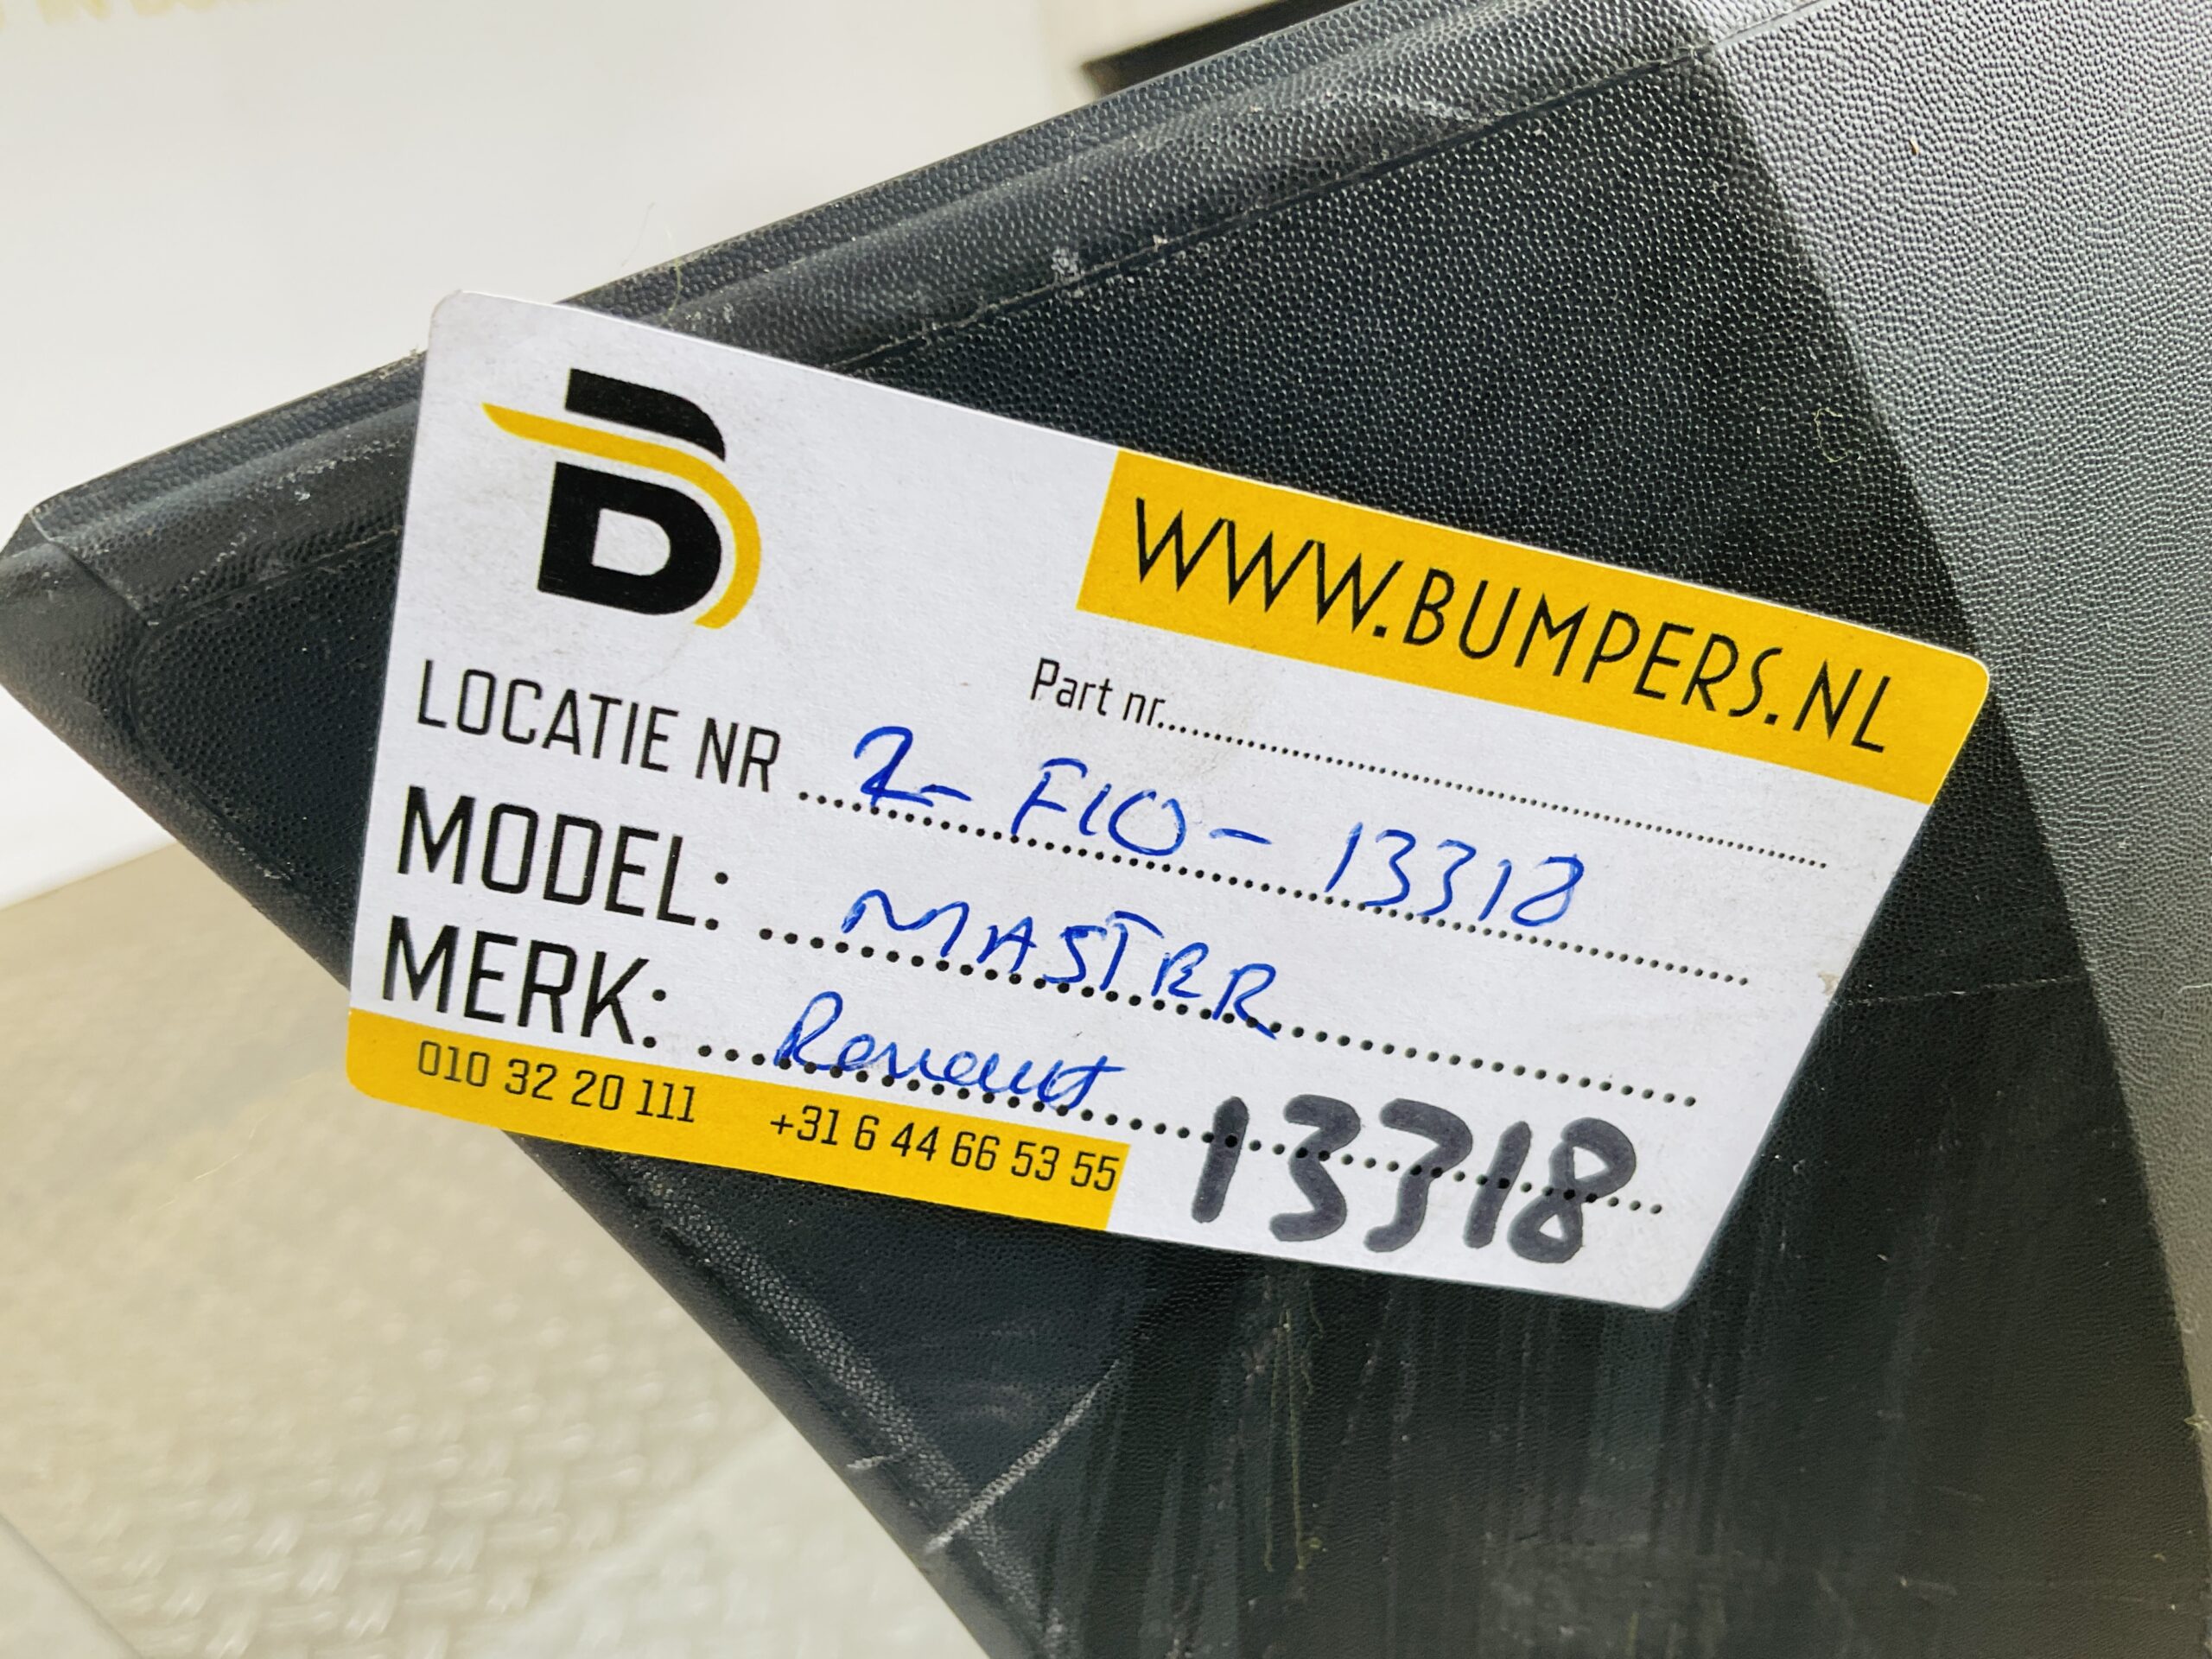 WWW.BUMPERS.NL
Part nr.....................
LOCATIE NR ... 2- F10 - 13318
MODEL: ... MASTER
MERK: ... Renault
010 32 20 111 +31 6 44 66 53 55
13318